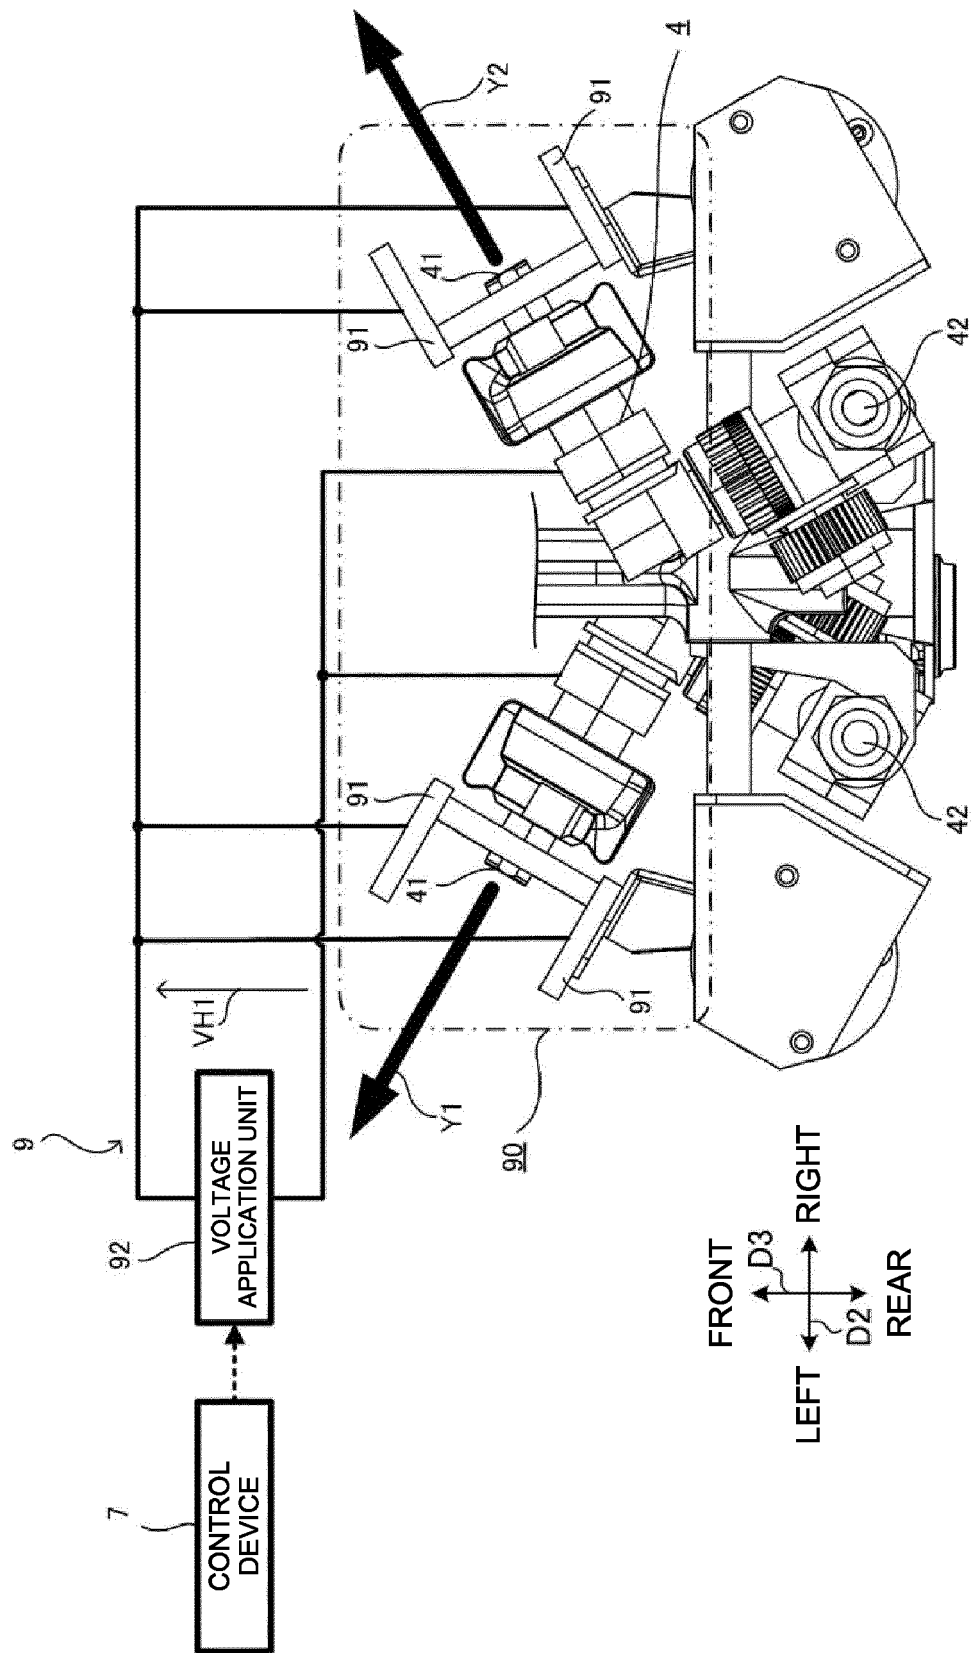 Y2
4
91
41
91
42
91
41
91
42
VH1
Y1
90
9
92
VOLTAGE
APPLICATION UNIT
7
CONTROL
DEVICE
FRONT
D3
RIGHT
LEFT
D2
REAR